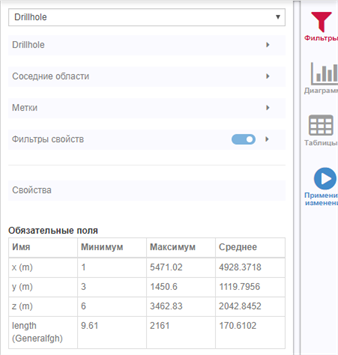 Drillhole
Drillhole
Соседние области
Метки
Фильтры свойств
Свойства
Обязательные поля
Имя Минимум Максимум Среднее
x (m) 1 5471.02 4928.3718
y (m) 3 1450.6 1119.7956
z (m) 6 3462.83 2042.8452
length 9.61 2161 170.6102
(Generalfgh)
Фильтры
Диаграм
Таблицы
Примени
изменени